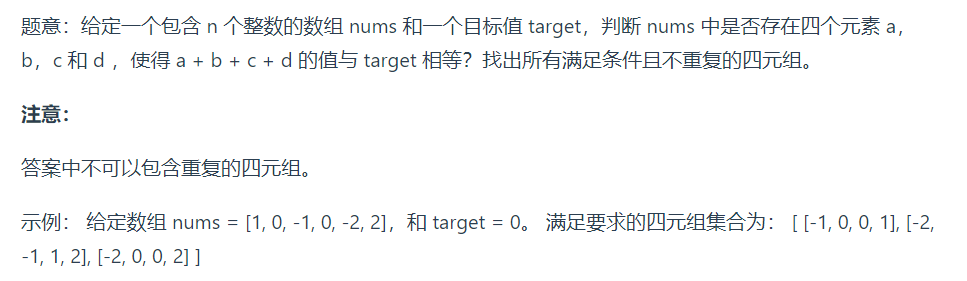 题意：给定一个包含 n 个整数的数组 nums 和一个目标值 target，判断 nums 中是否存在四个元素 a，
b，c 和 d ，使得 a + b + c + d 的值与 target 相等？找出所有满足条件且不重复的四元组。
注意：
答案中不可以包含重复的四元组。
示例： 给定数组 nums = [1, 0, -1, 0, -2, 2]，和 target = 0。 满足要求的四元组集合为： [ [-1, 0, 0, 1], [-2,
-1, 1, 2], [-2, 0, 0, 2] ]